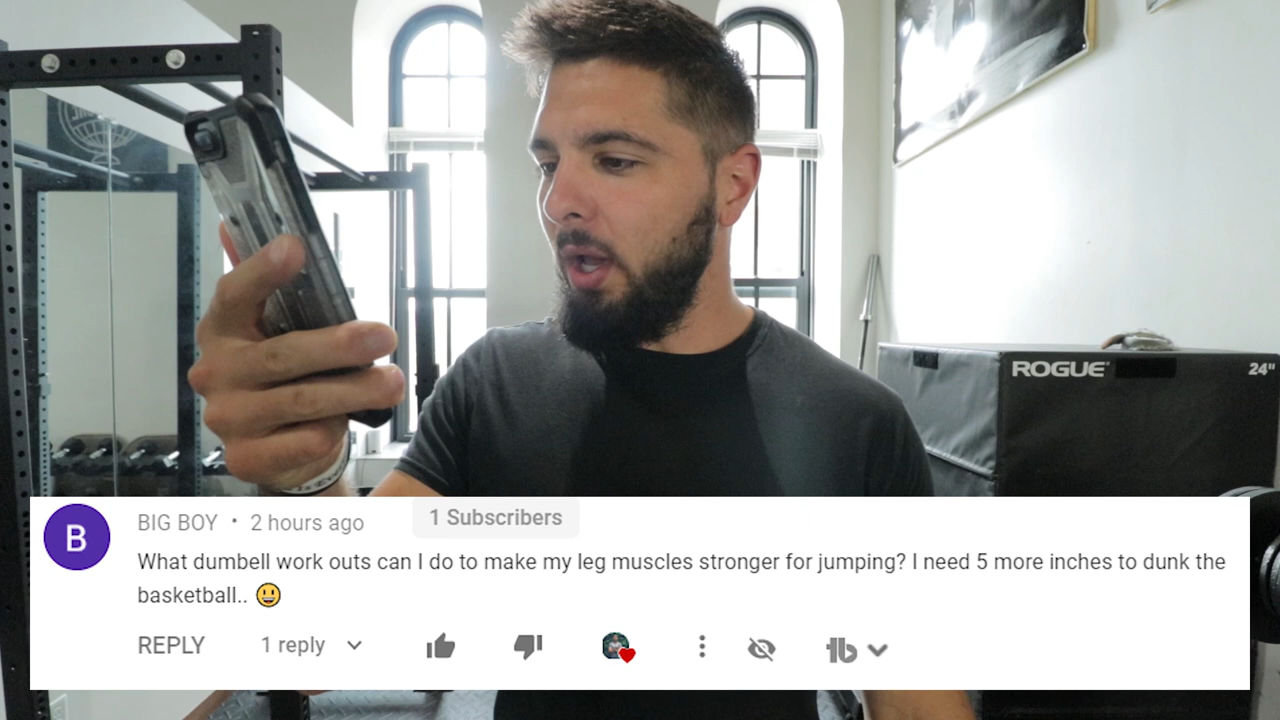 ROGUE
24"
B
BIG BOY • 2 hours ago
1 Subscribers
What dumbell work outs can I do to make my leg muscles stronger for jumping? I need 5 more inches to dunk the
basketball.. 😃
REPLY
1 reply
tb